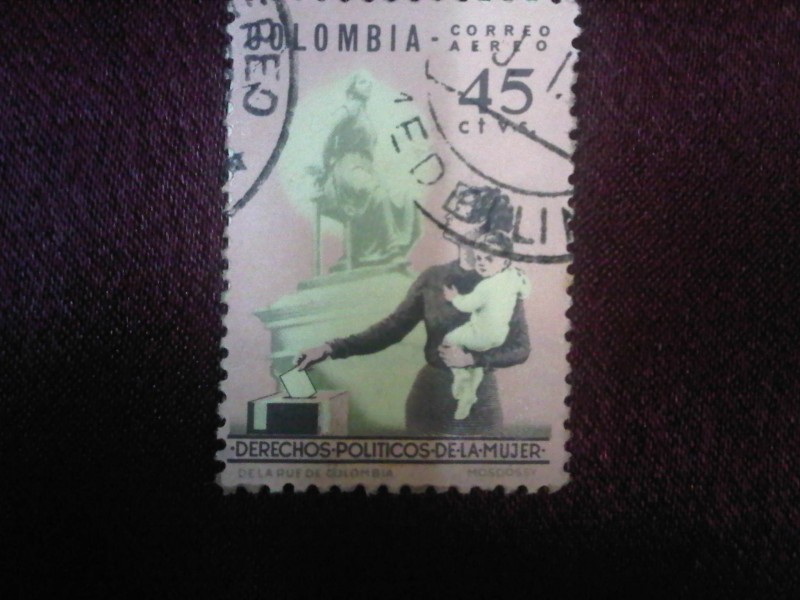 COLOMBIA - CORREO
AEREO
45
ctvs.
DERECHOS·POLITICOS·DE·LA·MUJER·
DE LA RUE DE COLOMBIA